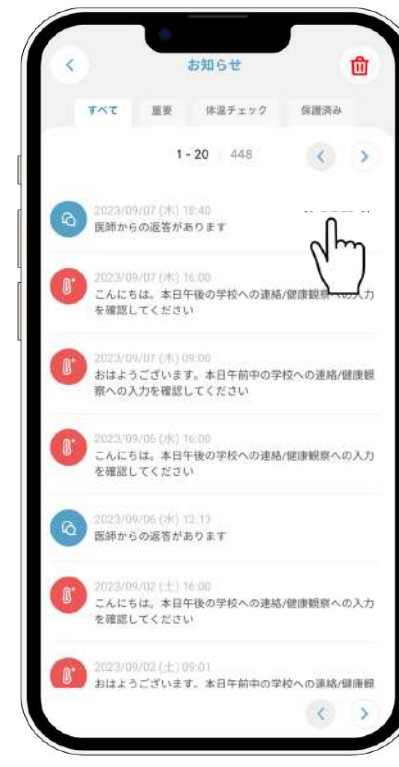 お知らせ
すべて 重要 体温チェック 保護済み
1 - 20 | 448
2023/09/07 (木) 18:40
医師からの返答があります
2023/09/07 (木) 16:00
こんにちは。本日午後の学校への連絡/健康観察への入力
を確認してください
2023/09/07 (木) 09:00
おはようございます。本日午前中の学校への連絡/健康観
察への入力を確認してください
2023/09/06 (水) 16:00
こんにちは。本日午後の学校への連絡/健康観察への入力
を確認してください
2023/09/06 (水) 12:13
医師からの返答があります
2023/09/02 (土) 16:00
こんにちは。本日午後の学校への連絡/健康観察への入力
を確認してください
2023/09/02 (土) 09:01
おはようございます。本日午前中の学校への連絡/健康観